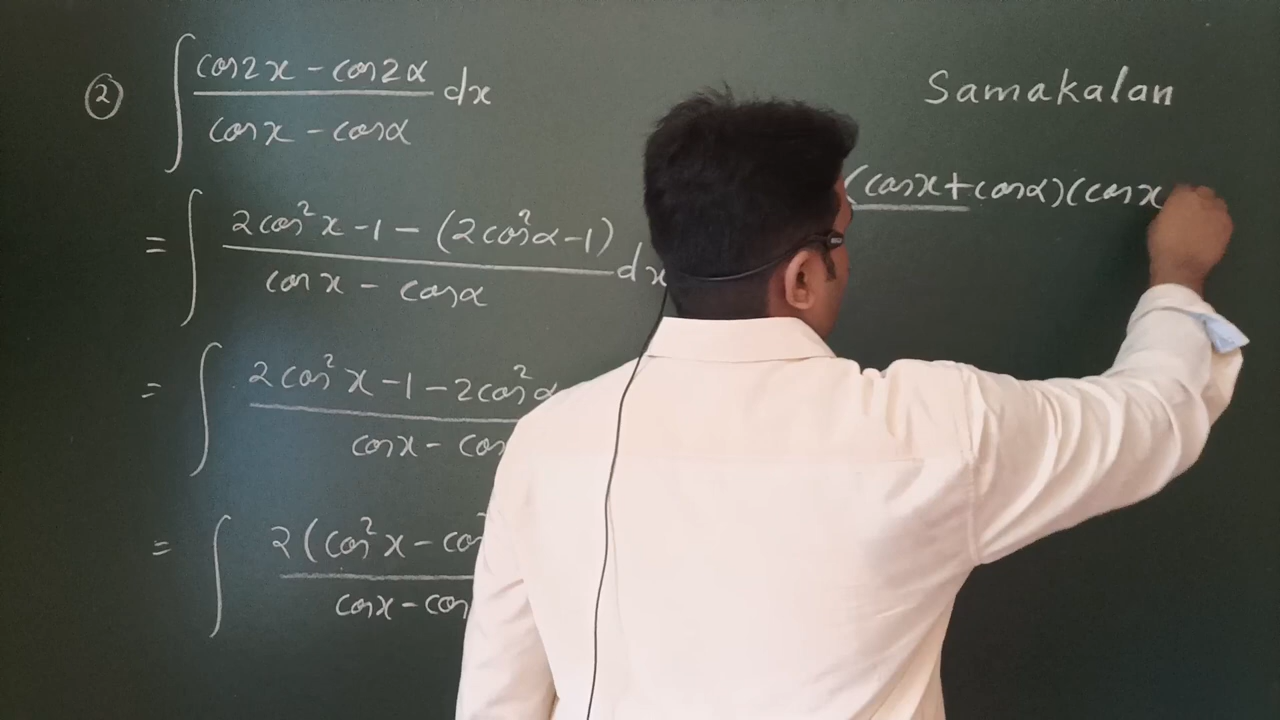 ② ∫ cos2x - cos2α / cosx - cosα dx
= ∫ 2cos²x - 1 - (2cos²α - 1) / cosx - cosα dx
= ∫ 2cos²x - 1 - 2cos²α / cosx - cos
= ∫ 2(cos²x - cos² / cosx - cos
Samakalan
(cosx + cosα)(cosx